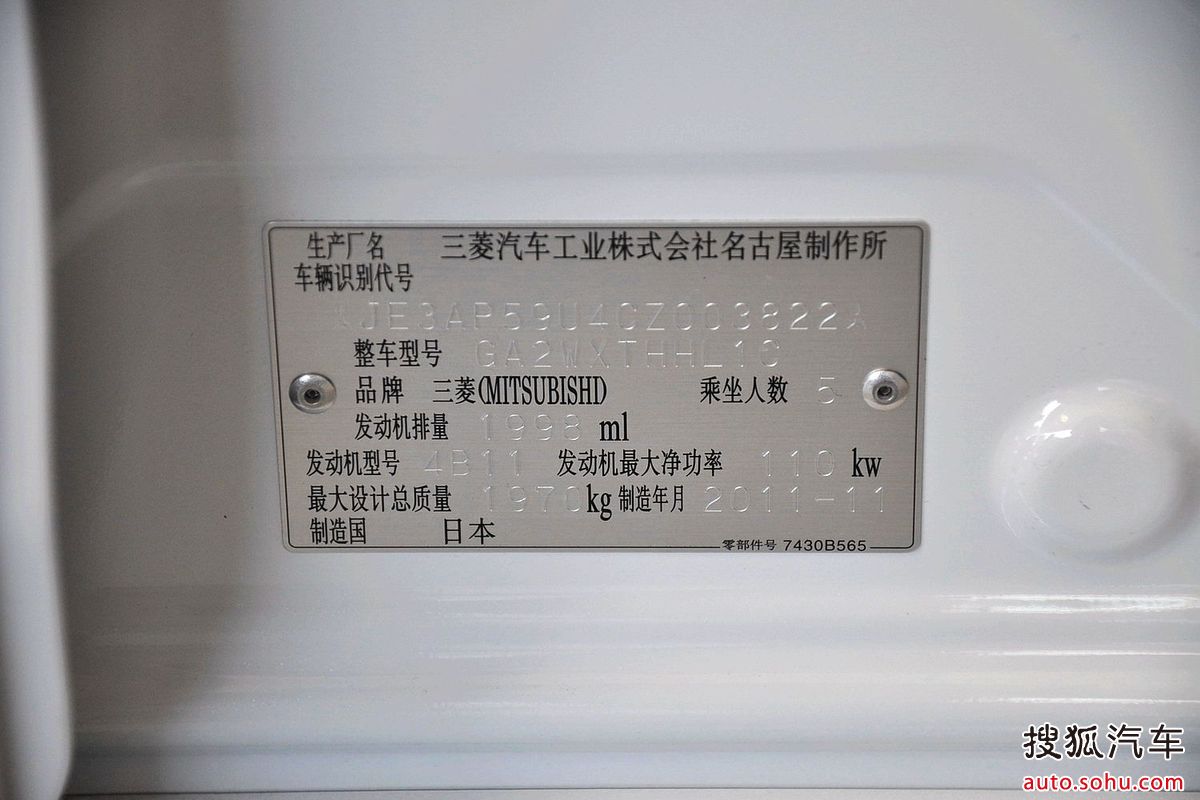 生产厂名 三菱汽车工业株式会社名古屋制作所
车辆识别代号
JE3AP59U4CZ003822
整车型号 GA2WXTHHL1C
品牌 三菱(MITSUBISHI) 乘坐人数 5
发动机排量 1998 ml
发动机型号 4B11 发动机最大净功率 110 kw
最大设计总质量 1970 kg 制造年月 2011-11
制造国 日本
零部件号 7430B565
搜狐汽车
auto.sohu.com